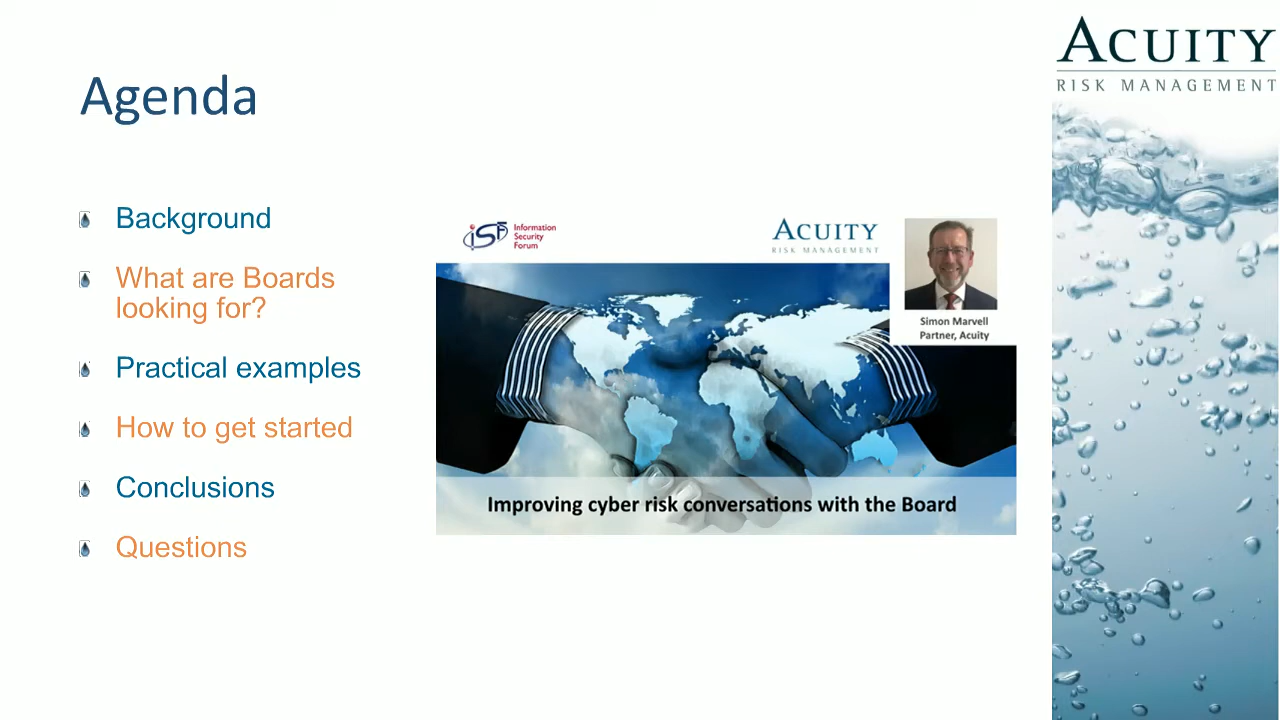 Agenda
Background
What are Boards
looking for?
Practical examples
How to get started
Conclusions
Questions
iSF Information
Security
Forum
ACUITY
RISK MANAGEMENT
Simon Marvell
Partner, Acuity
Improving cyber risk conversations with the Board
ACUITY
RISK MANAGEMENT